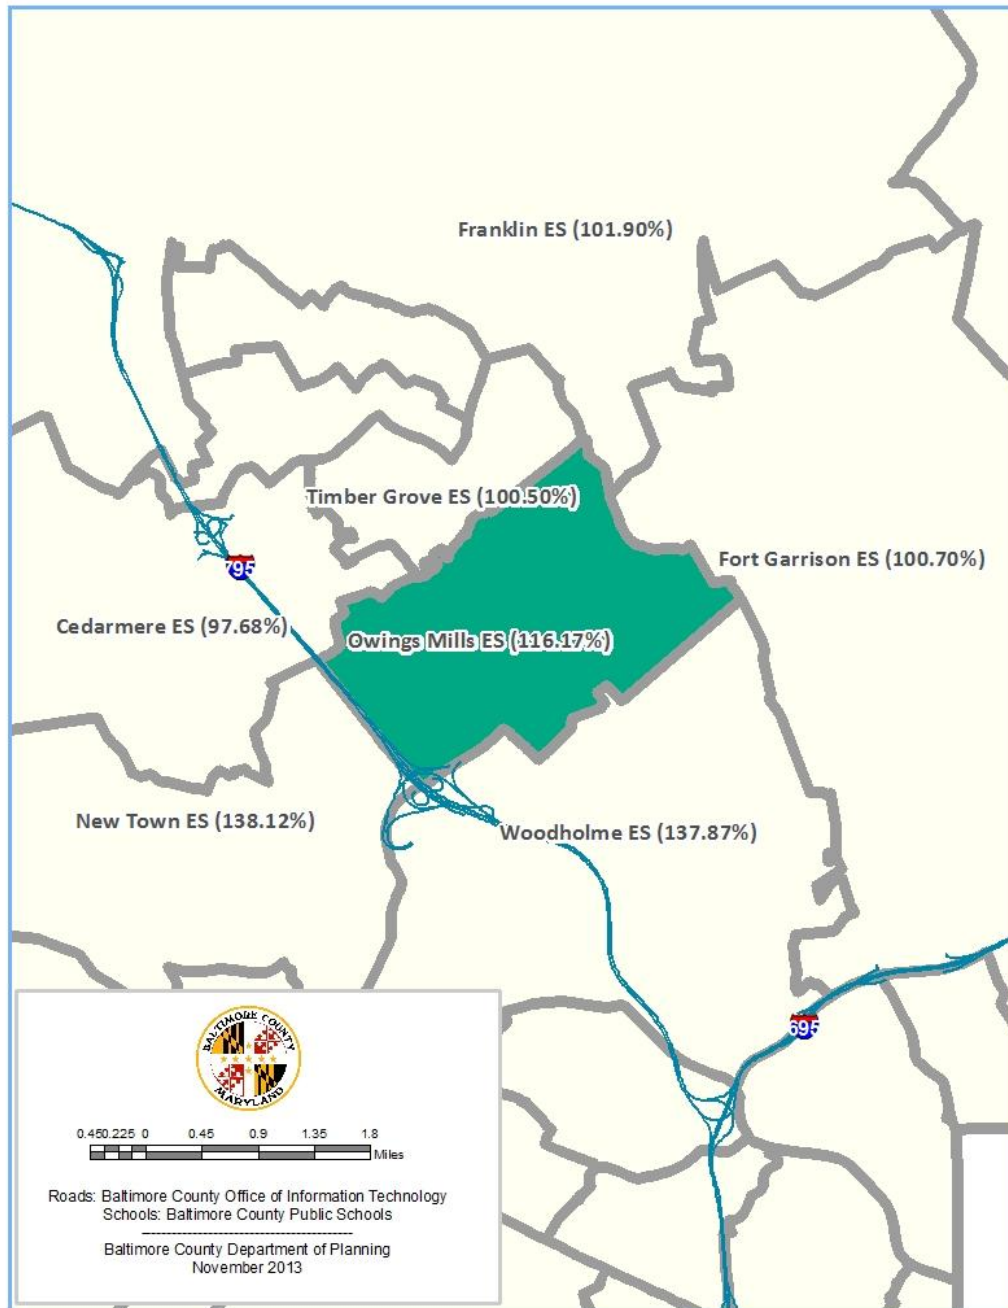 Franklin ES (101.90%)
Timber Grove ES (100.50%)
795
Fort Garrison ES (100.70%)
Cedarmere ES (97.68%)
Owings Mills ES (116.17%)
New Town ES (138.12%)
Woodholme ES (137.87%)
695
BALTIMORE COUNTY
MARYLAND
0.450.225 0 0.45 0.9 1.35 1.8
Miles
Roads: Baltimore County Office of Information Technology
Schools: Baltimore County Public Schools
Baltimore County Department of Planning
November 2013